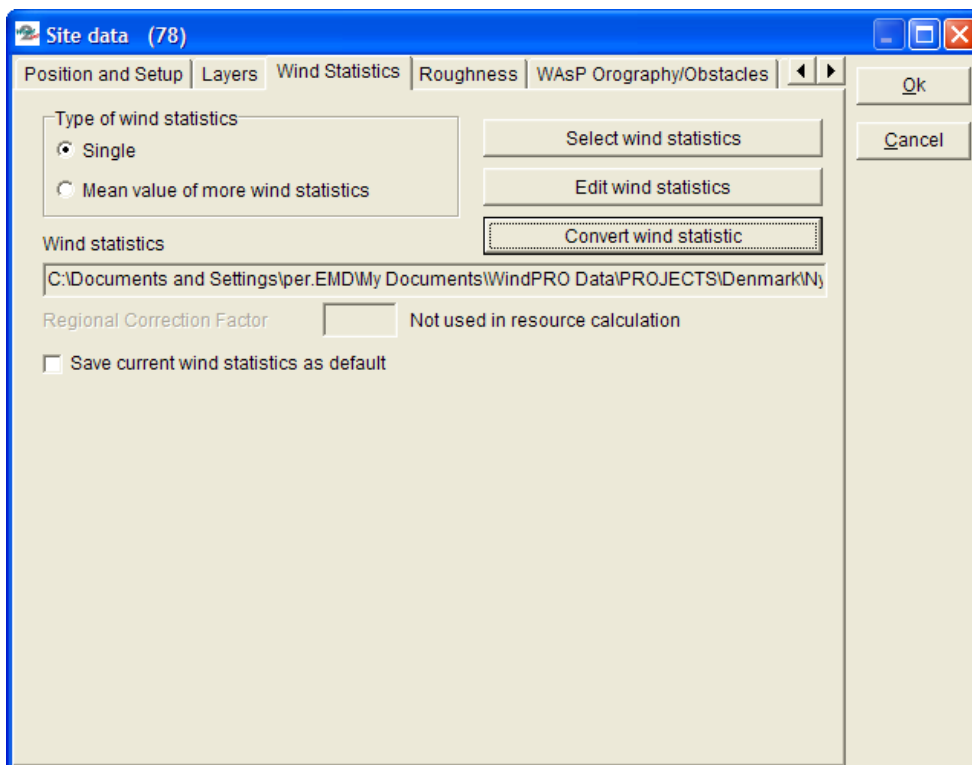 Site data (78)
Position and Setup Layers Wind Statistics Roughness WAsP Orography/Obstacles
Ok
Cancel
Type of wind statistics
Single
Mean value of more wind statistics
Select wind statistics
Edit wind statistics
Convert wind statistic
Wind statistics
C:\Documents and Settings\per.EMD\My Documents\WindPRO Data\PROJECTS\Denmark\Ny
Regional Correction Factor Not used in resource calculation
Save current wind statistics as default